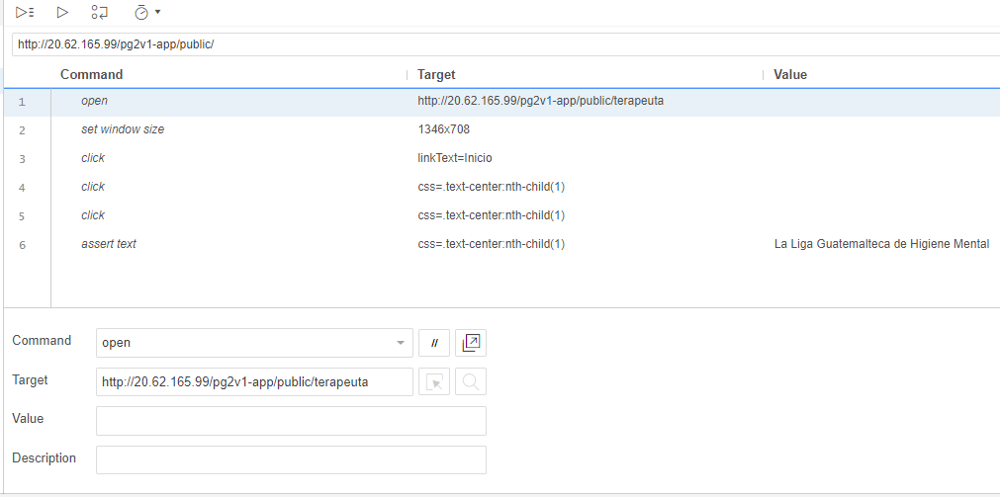 http://20.62.165.99/pg2v1-app/public/
Command Target Value
1 open http://20.62.165.99/pg2v1-app/public/terapeuta
2 set window size 1346x708
3 click linkText=Inicio
4 click css=.text-center:nth-child(1)
5 click css=.text-center:nth-child(1)
6 assert text css=.text-center:nth-child(1) La Liga Guatemalteca de Higiene Mental
Command open //
Target http://20.62.165.99/pg2v1-app/public/terapeuta
Value
Description